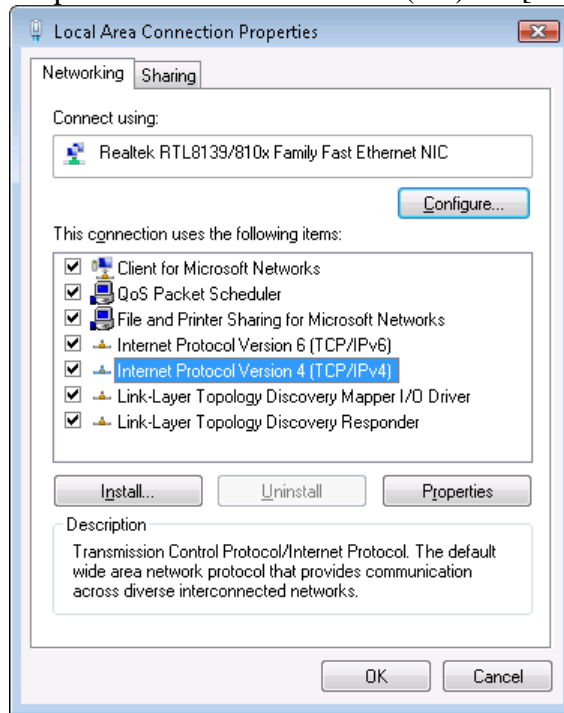 Local Area Connection Properties
Networking
Sharing
Connect using:
Realtek RTL8139/810x Family Fast Ethernet NIC
Configure...
This connection uses the following items:
Client for Microsoft Networks
QoS Packet Scheduler
File and Printer Sharing for Microsoft Networks
Internet Protocol Version 6 (TCP/IPv6)
Internet Protocol Version 4 (TCP/IPv4)
Link-Layer Topology Discovery Mapper I/O Driver
Link-Layer Topology Discovery Responder
Install...
Uninstall
Properties
Description
Transmission Control Protocol/Internet Protocol. The default
wide area network protocol that provides communication
across diverse interconnected networks.
OK
Cancel